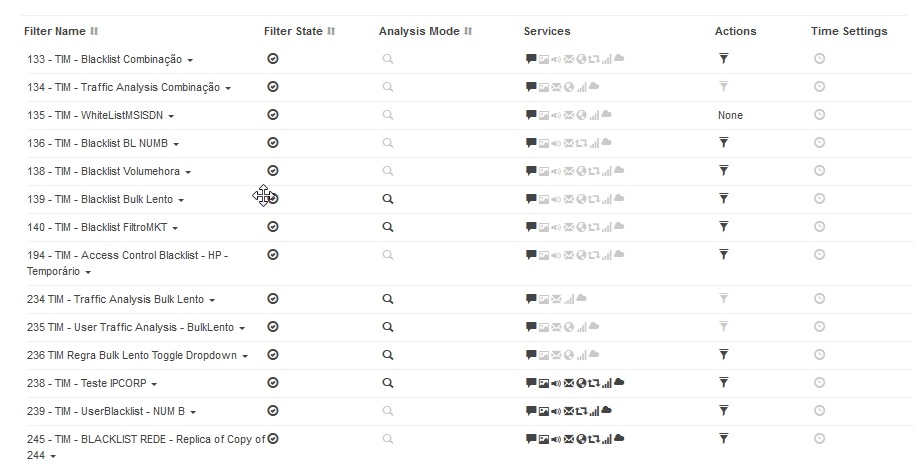 Filter Name Filter State Analysis Mode Services Actions Time Settings
133 - TIM - Blacklist Combinação
134 - TIM - Traffic Analysis Combinação
135 - TIM - WhiteListMSISDN None
136 - TIM - Blacklist BL NUMB
138 - TIM - Blacklist Volumehora
139 - TIM - Blacklist Bulk Lento
140 - TIM - Blacklist FiltroMKT
194 - TIM - Access Control Blacklist - HP -
Temporário
234 TIM - Traffic Analysis Bulk Lento
235 TIM - User Traffic Analysis - BulkLento
236 TIM Regra Bulk Lento Toggle Dropdown
238 - TIM - Teste IPCORP
239 - TIM - UserBlacklist - NUM B
245 - TIM - BLACKLIST REDE - Replica of Copy of
244